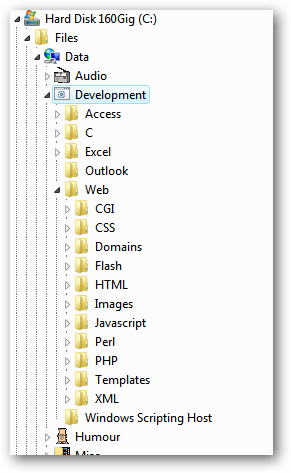 Hard Disk 160Gig (C:)
Files
Data
Audio
Development
Access
C
Excel
Outlook
Web
CGI
CSS
Domains
Flash
HTML
Images
Javascript
Perl
PHP
Templates
XML
Windows Scripting Host
Humour